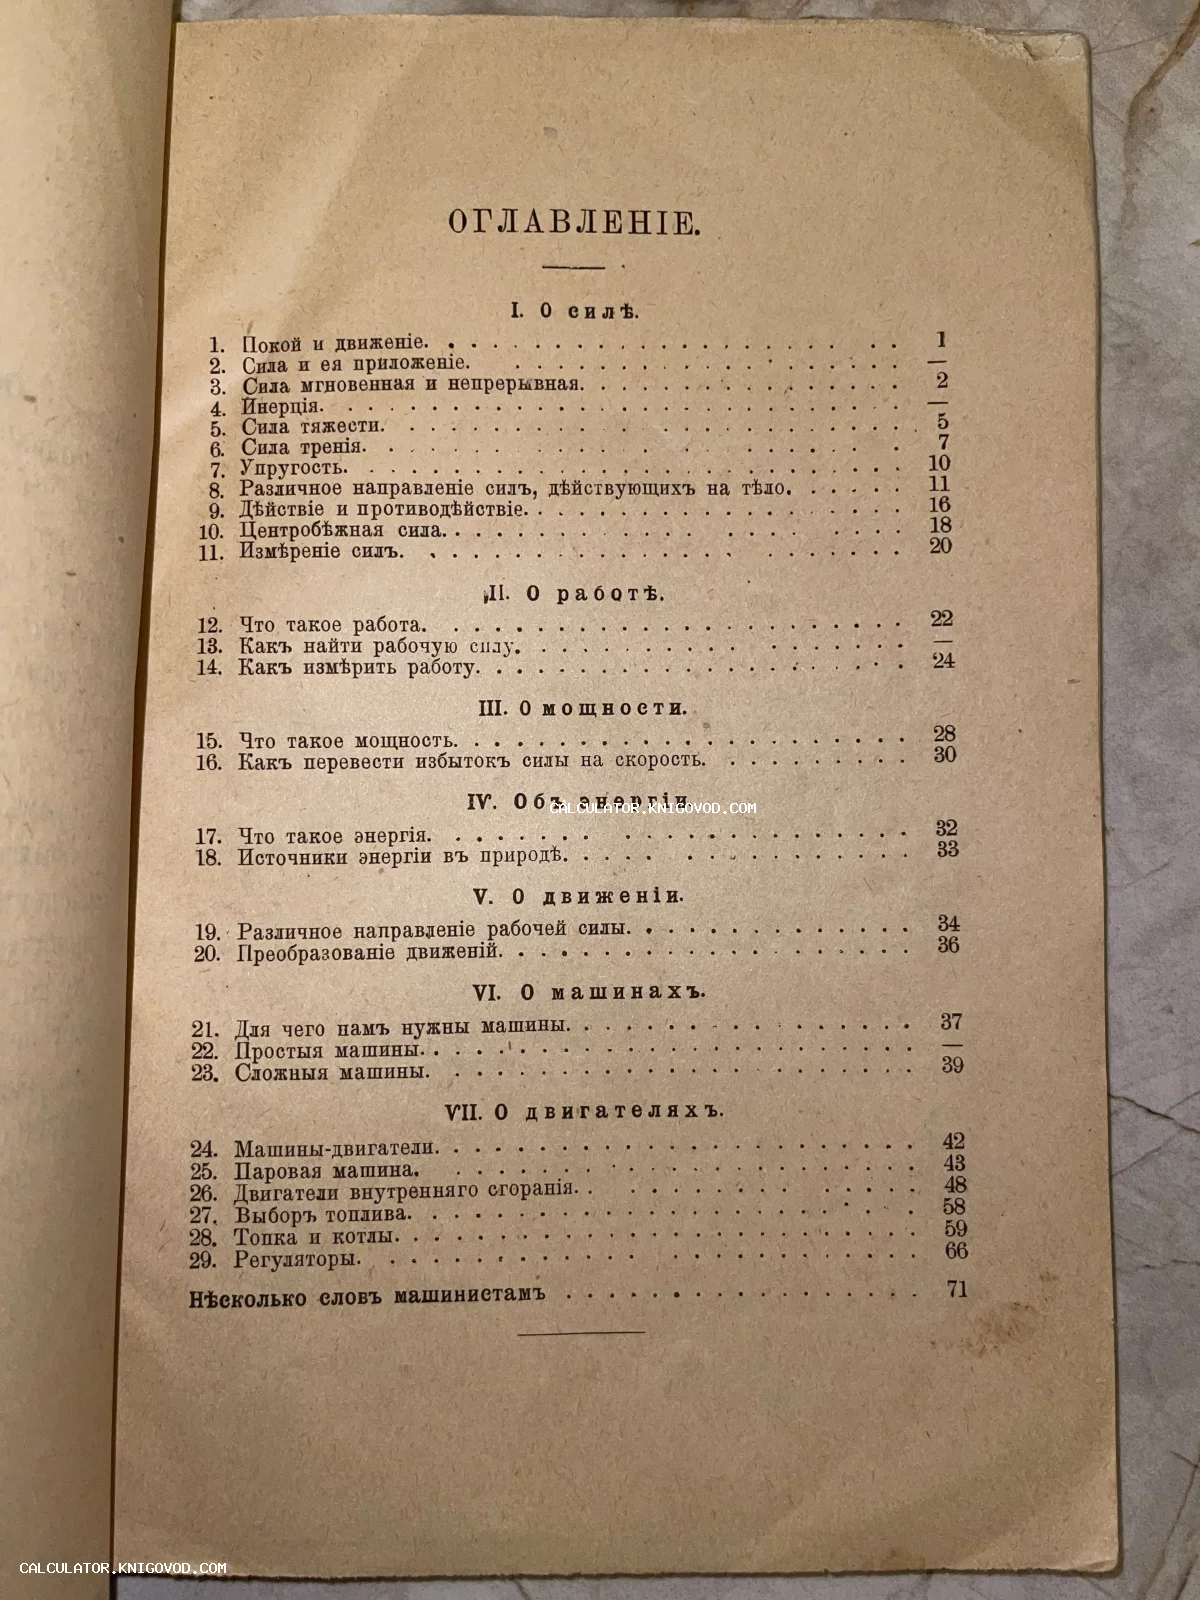 ОГЛАВЛЕНІЕ.
I. О силѣ.
1. Покой и движеніе. . . . . . . . . . . . . . . . . . . . 1
2. Сила и ея приложеніе. . . . . . . . . . . . . . . . . . —
3. Сила мгновенная и непрерывная. . . . . . . . . . . . . . 2
4. Инерція. . . . . . . . . . . . . . . . . . . . . . . . —
5. Сила тяжести. . . . . . . . . . . . . . . . . . . . . . 5
6. Сила тренія. . . . . . . . . . . . . . . . . . . . . . 7
7. Упругость. . . . . . . . . . . . . . . . . . . . . . . 10
8. Различное направленіе силъ, дѣйствующихъ на тѣло. . . . . . 11
9. Дѣйствіе и противодѣйствіе. . . . . . . . . . . . . . . . 16
10. Центробѣжная сила. . . . . . . . . . . . . . . . . . . 18
11. Измѣреніе силъ. . . . . . . . . . . . . . . . . . . . . 20
II. О работѣ.
12. Что такое работа. . . . . . . . . . . . . . . . . . . . 22
13. Какъ найти рабочую силу. . . . . . . . . . . . . . . . . —
14. Какъ измѣрить работу. . . . . . . . . . . . . . . . . . 24
III. О мощности.
15. Что такое мощность. . . . . . . . . . . . . . . . . . . 28
16. Какъ перевести избытокъ силы на скорость. . . . . . . . . . 30
IV. Объ энергіи
CALCULATOR.KNIGOVOD.COM
17. Что такое энергія. . . . . . . . . . . . . . . . . . . . 32
18. Источники энергіи въ природѣ. . . . . . . . . . . . . . . 33
V. О движеніи.
19. Различное направленіе рабочей силы. . . . . . . . . . . . . 34
20. Преобразованіе движеній. . . . . . . . . . . . . . . . . 36
VI. О машинахъ.
21. Для чего намъ нужны машины. . . . . . . . . . . . . . . . 37
22. Простыя машины. . . . . . . . . . . . . . . . . . . . . —
23. Сложныя машины. . . . . . . . . . . . . . . . . . . . . 39
VII. О двигателяхъ.
24. Машины-двигатели. . . . . . . . . . . . . . . . . . . . 42
25. Паровая машина. . . . . . . . . . . . . . . . . . . . . 43
26. Двигатели внутренняго сгоранія. . . . . . . . . . . . . . 48
27. Выборъ топлива. . . . . . . . . . . . . . . . . . . . . 58
28. Топка и котлы. . . . . . . . . . . . . . . . . . . . . . 59
29. Регуляторы. . . . . . . . . . . . . . . . . . . . . . . 66
Нѣсколько словъ машинистамъ . . . . . . . . . . . . . . . . 71
CALCULATOR.KNIGOVOD.COM